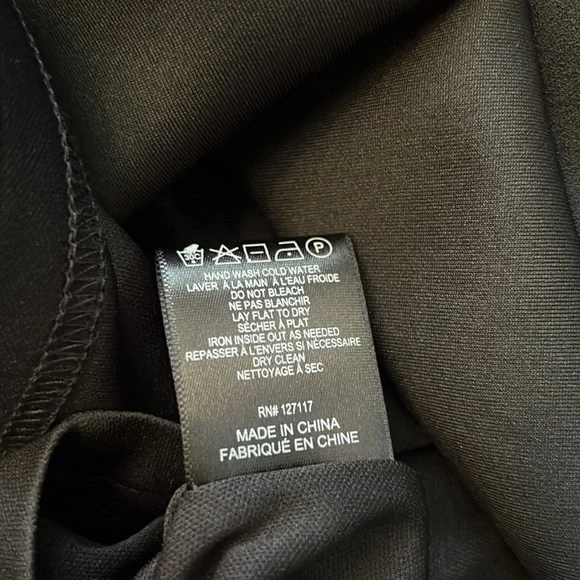 30C P
HAND WASH COLD WATER
LAVER À LA MAIN À L'EAU FROIDE
DO NOT BLEACH
NE PAS BLANCHIR
LAY FLAT TO DRY
SÈCHER À PLAT
IRON INSIDE OUT AS NEEDED
REPASSER À L'ENVERS SI NÉCESSAIRE
DRY CLEAN
NETTOYAGE À SEC
RN# 127117
MADE IN CHINA
FABRIQUÉ EN CHINE